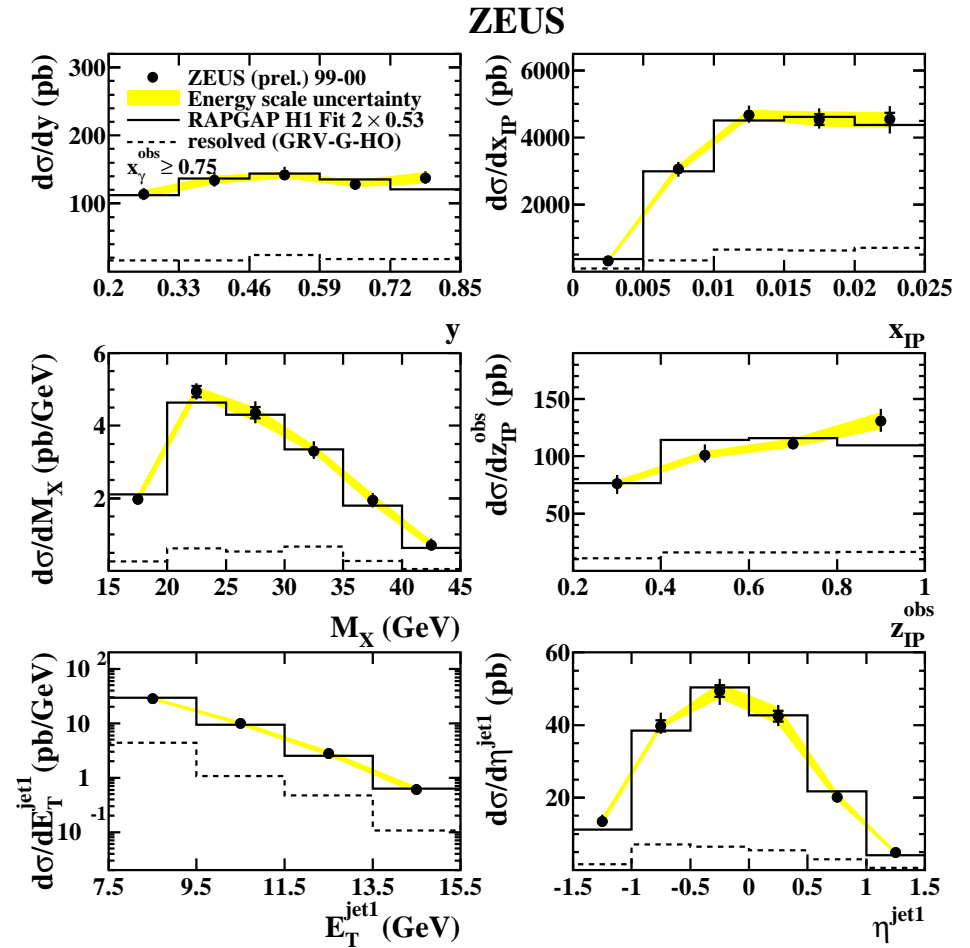 ZEUS
dσ/dy (pb)
300
200
100
ZEUS (prel.) 99-00
Energy scale uncertainty
RAPGAP H1 Fit 2 × 0.53
resolved (GRV-G-HO)
x_γ^obs ≥ 0.75
0.2 0.33 0.46 0.59 0.72 0.85
y
dσ/dx_IP (pb)
6000
4000
2000
0 0.005 0.01 0.015 0.02 0.025
x_IP
dσ/dM_X (pb/GeV)
6
4
2
15 20 25 30 35 40 45
M_X (GeV)
dσ/dz_IP^obs (pb)
150
100
50
0.2 0.4 0.6 0.8 1
z_IP^obs
dσ/dE_T^jet1 (pb/GeV)
10^2
10
1
10^-1
7.5 9.5 11.5 13.5 15.5
E_T^jet1 (GeV)
dσ/dη^jet1 (pb)
60
40
20
-1.5 -1 -0.5 0 0.5 1 1.5
η^jet1